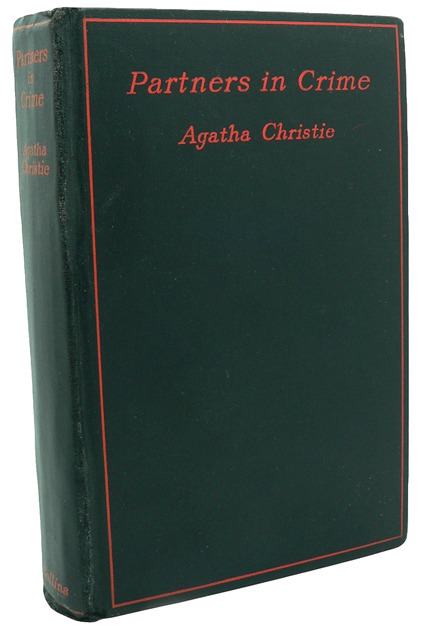 Partners in Crime
Agatha Christie
Partners
in
Crime
Agatha
Christie
Collins